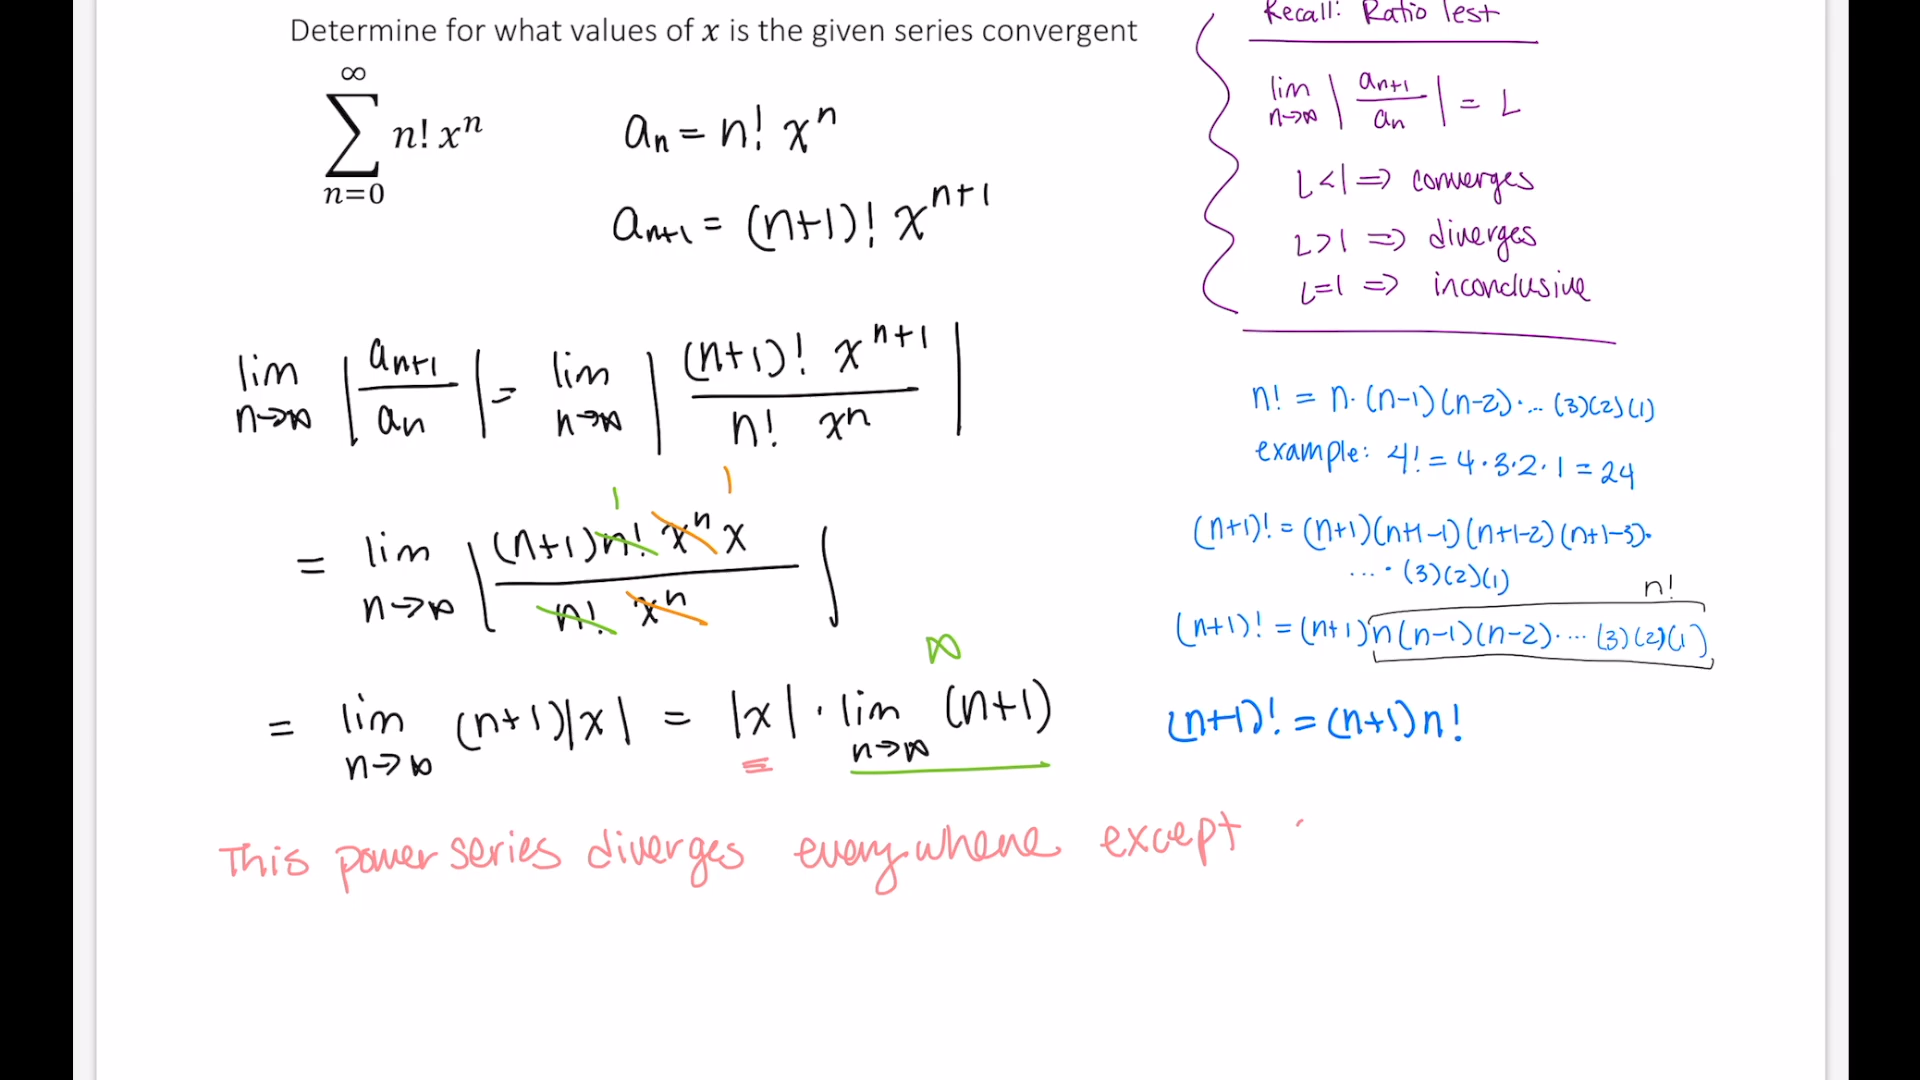 Determine for what values of x is the given series convergent
∞
∑ n! xⁿ
n=0
aₙ = n! xⁿ
aₙ₊₁ = (n+1)! xⁿ⁺¹
lim n→∞ | aₙ₊₁ / aₙ | = lim n→∞ | (n+1)! xⁿ⁺¹ / n! xⁿ |
1 1
= lim n→∞ | (n+1) n! xⁿ x / n! xⁿ |
∞
= lim n→∞ (n+1)|x| = |x| · lim n→∞ (n+1)
This power series diverges everywhere except
Recall: Ratio Test
lim n→∞ | aₙ₊₁ / aₙ | = L
L<1 ⇒ converges
L>1 ⇒ diverges
L=1 ⇒ inconclusive
n! = n·(n-1)(n-2)·...(3)(2)(1)
example: 4! = 4·3·2·1 = 24
(n+1)! = (n+1)(n+1-1)(n+1-2)(n+1-3)·
...·(3)(2)(1)
n!
(n+1)! = (n+1)n(n-1)(n-2)·...(3)(2)(1)
(n+1)! = (n+1)n!